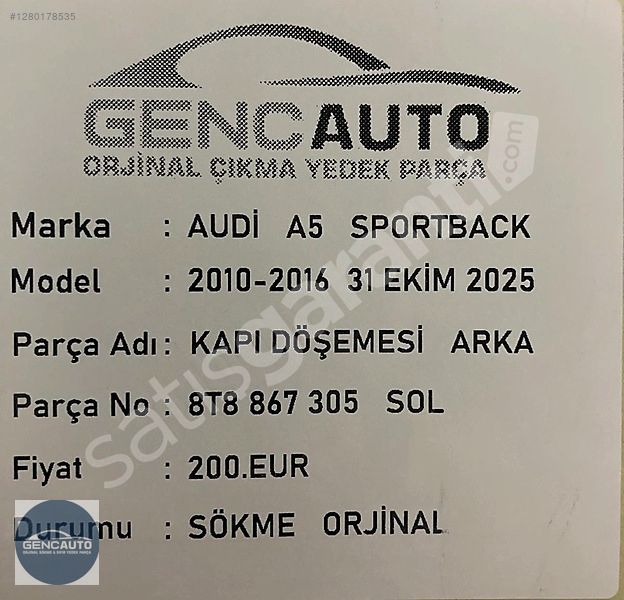 #1280178535
GENCAUTO
ORJİNAL ÇIKMA YEDEK PARÇA
Marka : AUDİ A5 SPORTBACK
Model : 2010-2016 31 EKİM 2025
Parça Adı : KAPI DÖŞEMESİ ARKA
Parça No : 8T8 867 305 SOL
Fiyat : 200.EUR
Durumu : SÖKME ORJİNAL
satısgaranti.com
GENCAUTO